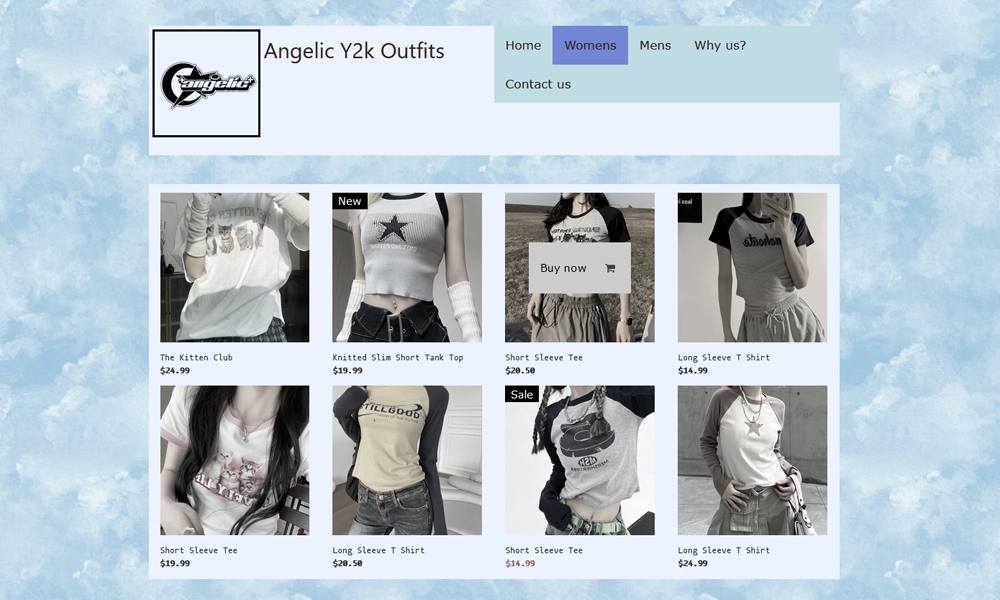 angelic
Angelic Y2k Outfits
Home Womens Mens Why us?
Contact us
New
Buy now
The Kitten Club
$24.99
Knitted Slim Short Tank Top
$19.99
Short Sleeve Tee
$20.50
Long Sleeve T Shirt
$14.99
STILLGOOD
Sale
MSH
Short Sleeve Tee
$19.99
Long Sleeve T Shirt
$20.50
Short Sleeve Tee
$14.99
Long Sleeve T Shirt
$24.99